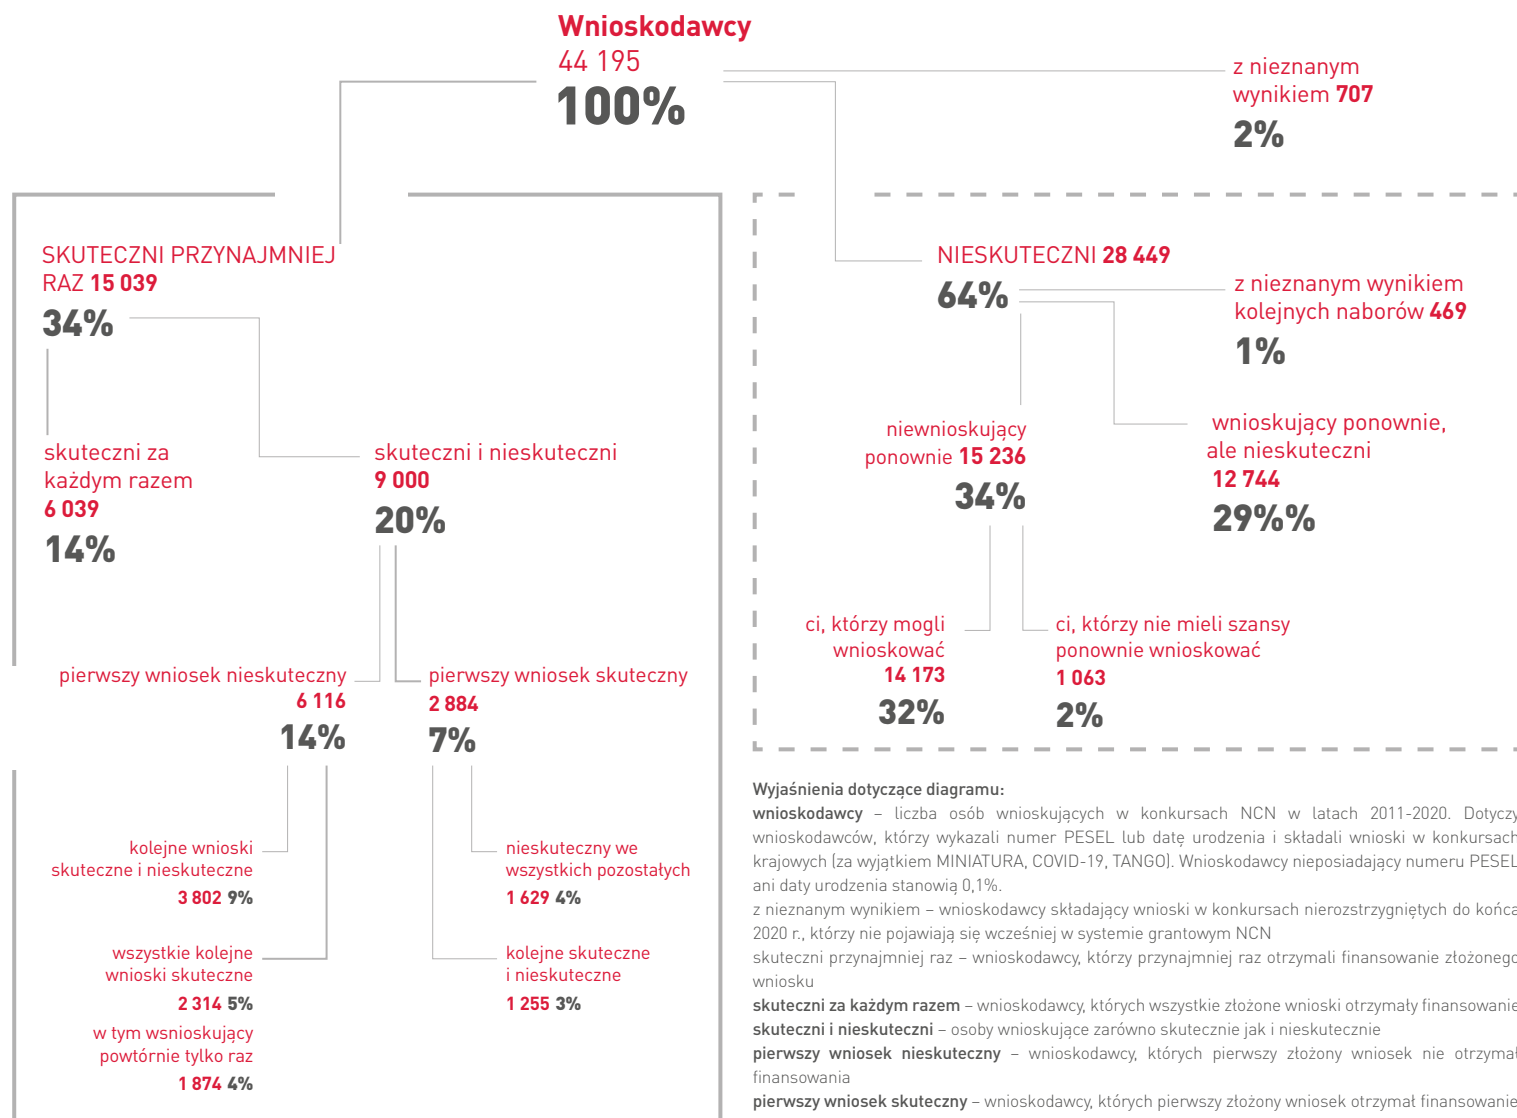 Wnioskodawcy
44 195
100%
z nieznanym
wynikiem 707
2%
SKUTECZNI PRZYNAJMNIEJ
RAZ 15 039
34%
skuteczni za
każdym razem
6 039
14%
skuteczni i nieskuteczni
9 000
20%
pierwszy wniosek nieskuteczny
6 116
14%
pierwszy wniosek skuteczny
2 884
7%
kolejne wnioski
skuteczne i nieskuteczne
3 802 9%
wszystkie kolejne
wnioski skuteczne
2 314 5%
w tym wsnioskujący
powtórnie tylko raz
1 874 4%
nieskuteczny we
wszystkich pozostałych
1 629 4%
kolejne skuteczne
i nieskuteczne
1 255 3%
NIESKUTECZNI 28 449
64%
z nieznanym wynikiem
kolejnych naborów 469
1%
niewnioskujący
ponownie 15 236
34%
wnioskujący ponownie,
ale nieskuteczni
12 744
29%%
ci, którzy mogli
wnioskować
14 173
32%
ci, którzy nie mieli szansy
ponownie wnioskować
1 063
2%
Wyjaśnienia dotyczące diagramu:
wnioskodawcy – liczba osób wnioskujących w konkursach NCN w latach 2011-2020. Dotyczy
wnioskodawców, którzy wykazali numer PESEL lub datę urodzenia i składali wnioski w konkursach
krajowych (za wyjątkiem MINIATURA, COVID-19, TANGO). Wnioskodawcy nieposiadający numeru PESEL
ani daty urodzenia stanowią 0,1%.
z nieznanym wynikiem – wnioskodawcy składający wnioski w konkursach nierozstrzygniętych do końca
2020 r., którzy nie pojawiają się wcześniej w systemie grantowym NCN
skuteczni przynajmniej raz – wnioskodawcy, którzy przynajmniej raz otrzymali finansowanie złożonego
wniosku
skuteczni za każdym razem – wnioskodawcy, których wszystkie złożone wnioski otrzymały finansowanie
skuteczni i nieskuteczni – osoby wnioskujące zarówno skutecznie jak i nieskutecznie
pierwszy wniosek nieskuteczny – wnioskodawcy, których pierwszy złożony wniosek nie otrzymał
finansowania
pierwszy wniosek skuteczny – wnioskodawcy, których pierwszy złożony wniosek otrzymał finansowanie